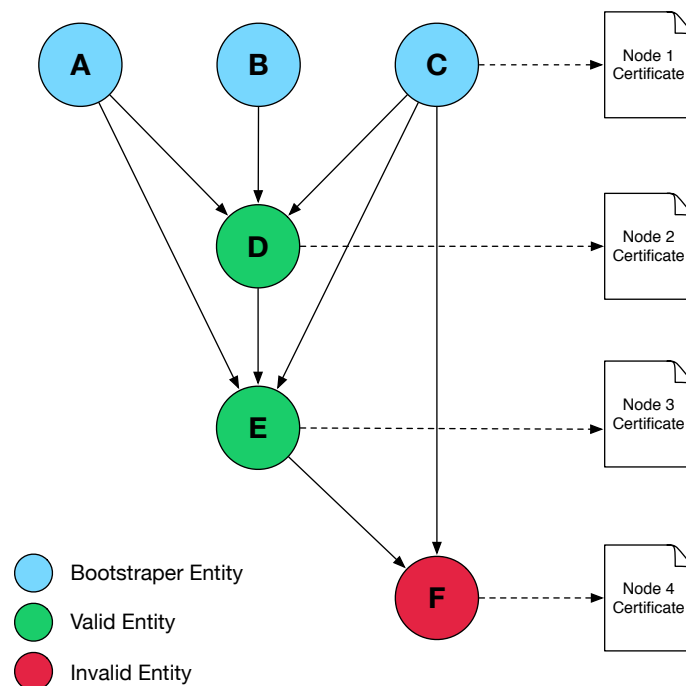 A
B
C
Node 1
Certificate
D
Node 2
Certificate
E
Node 3
Certificate
F
Node 4
Certificate
Bootstraper Entity
Valid Entity
Invalid Entity